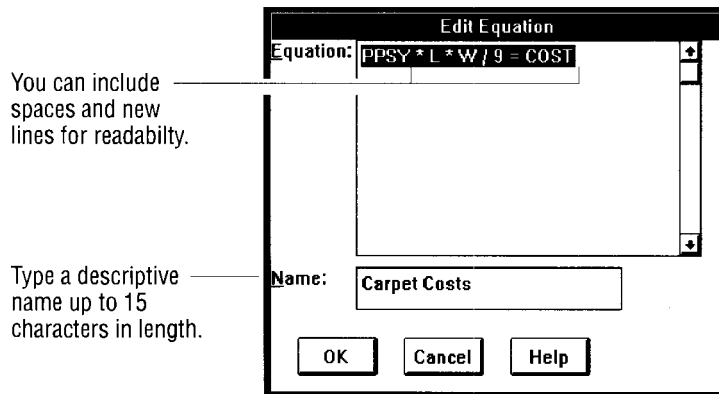 Edit Equation
Equation: PPSY * L * W / 9 = COST
You can include
spaces and new
lines for readabilty.
Type a descriptive
name up to 15
characters in length.
Name: Carpet Costs
OK Cancel Help